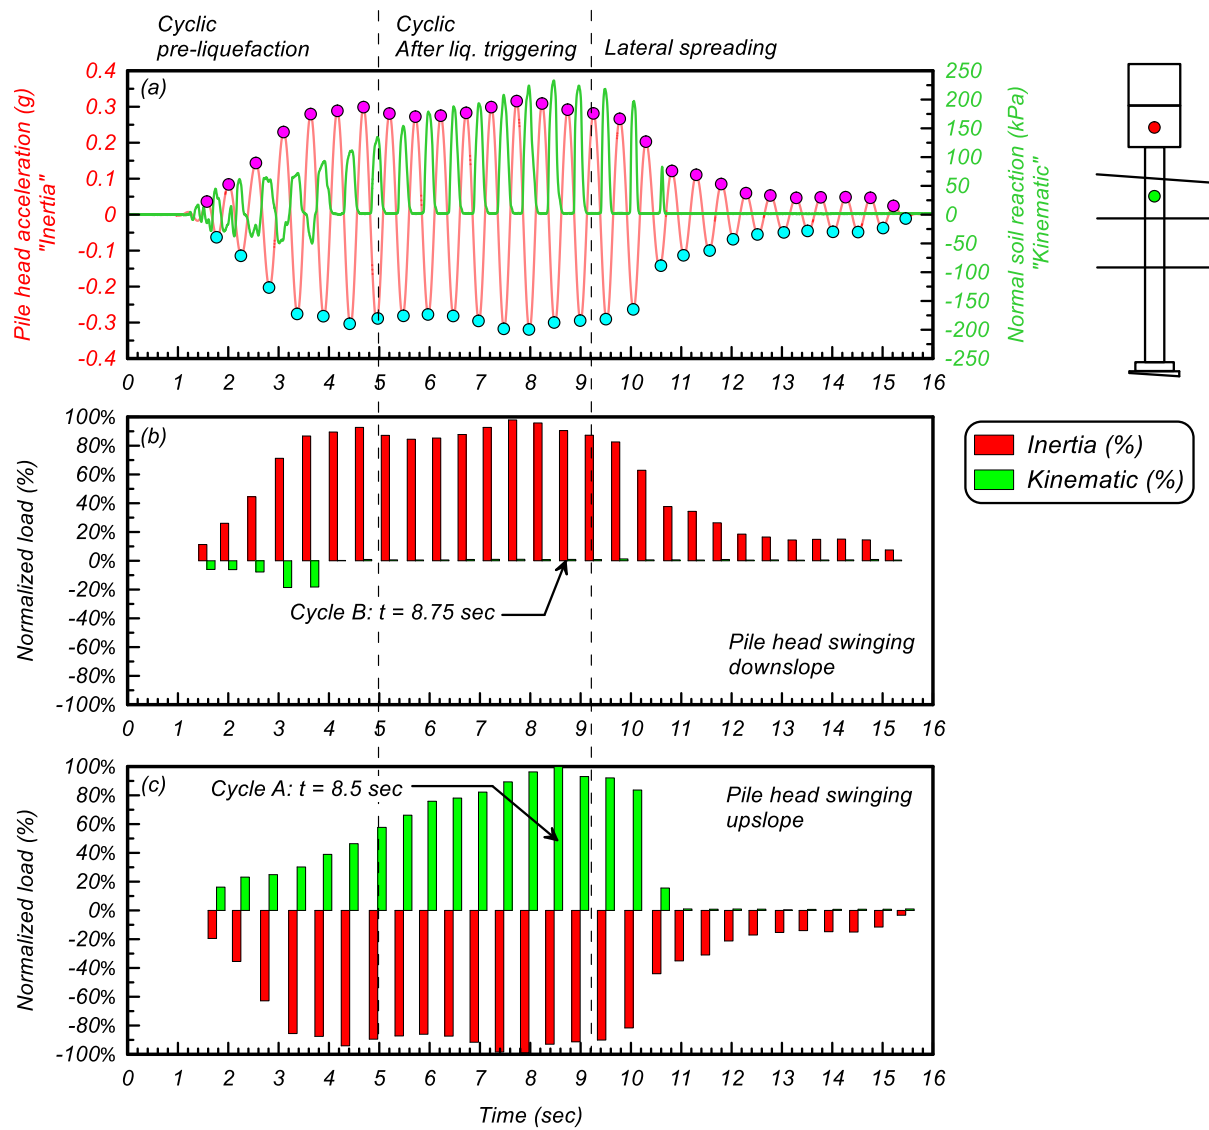 Cyclic
pre-liquefaction
Cyclic
After liq. triggering
Lateral spreading
(a)
Pile head acceleration (g)
"Inertia"
0.4
0.3
0.2
0.1
0
-0.1
-0.2
-0.3
-0.4
250
200
150
100
50
0
-50
-100
-150
-200
-250
Normal soil reaction (kPa)
"Kinematic"
0 1 2 3 4 5 6 7 8 9 10 11 12 13 14 15 16
(b)
Normalized load (%)
100%
80%
60%
40%
20%
0%
-20%
-40%
-60%
-80%
-100%
Cycle B: t = 8.75 sec
Pile head swinging
downslope
0 1 2 3 4 5 6 7 8 9 10 11 12 13 14 15 16
Inertia (%)
Kinematic (%)
(c)
Normalized load (%)
100%
80%
60%
40%
20%
0%
-20%
-40%
-60%
-80%
-100%
Cycle A: t = 8.5 sec
Pile head swinging
upslope
0 1 2 3 4 5 6 7 8 9 10 11 12 13 14 15 16
Time (sec)